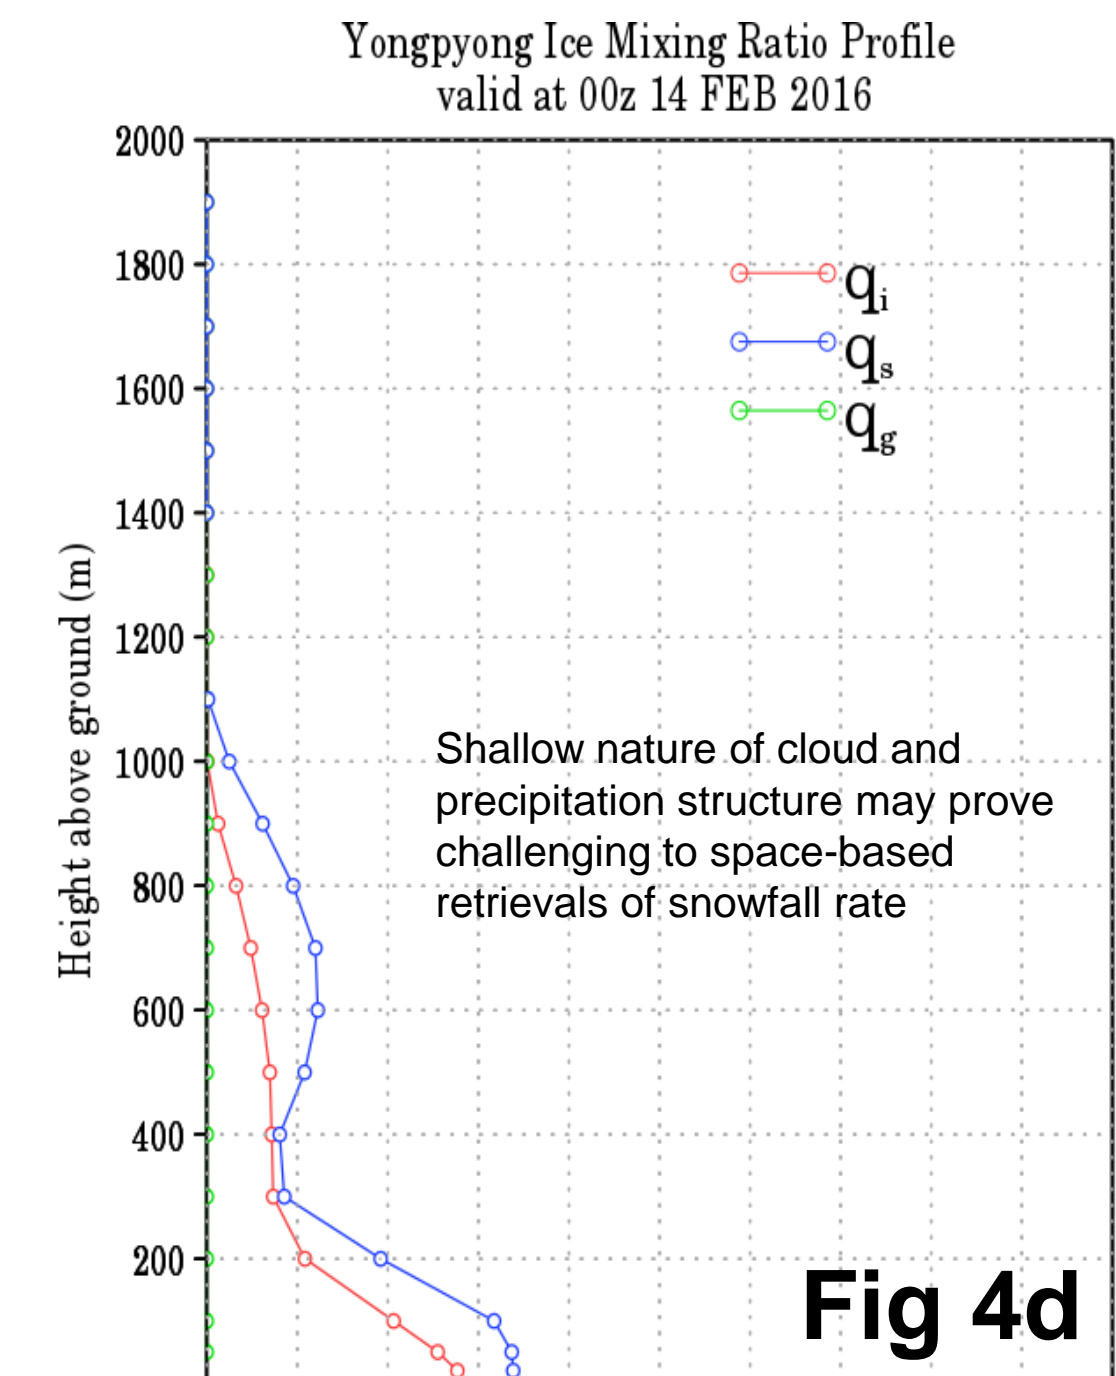 Yongpyong Ice Mixing Ratio Profile
valid at 00z 14 FEB 2016
2000
1800
1600
1400
1200
1000
800
600
400
200
Height above ground (m)
qi
qs
qg
Shallow nature of cloud and
precipitation structure may prove
challenging to space-based
retrievals of snowfall rate
Fig 4d